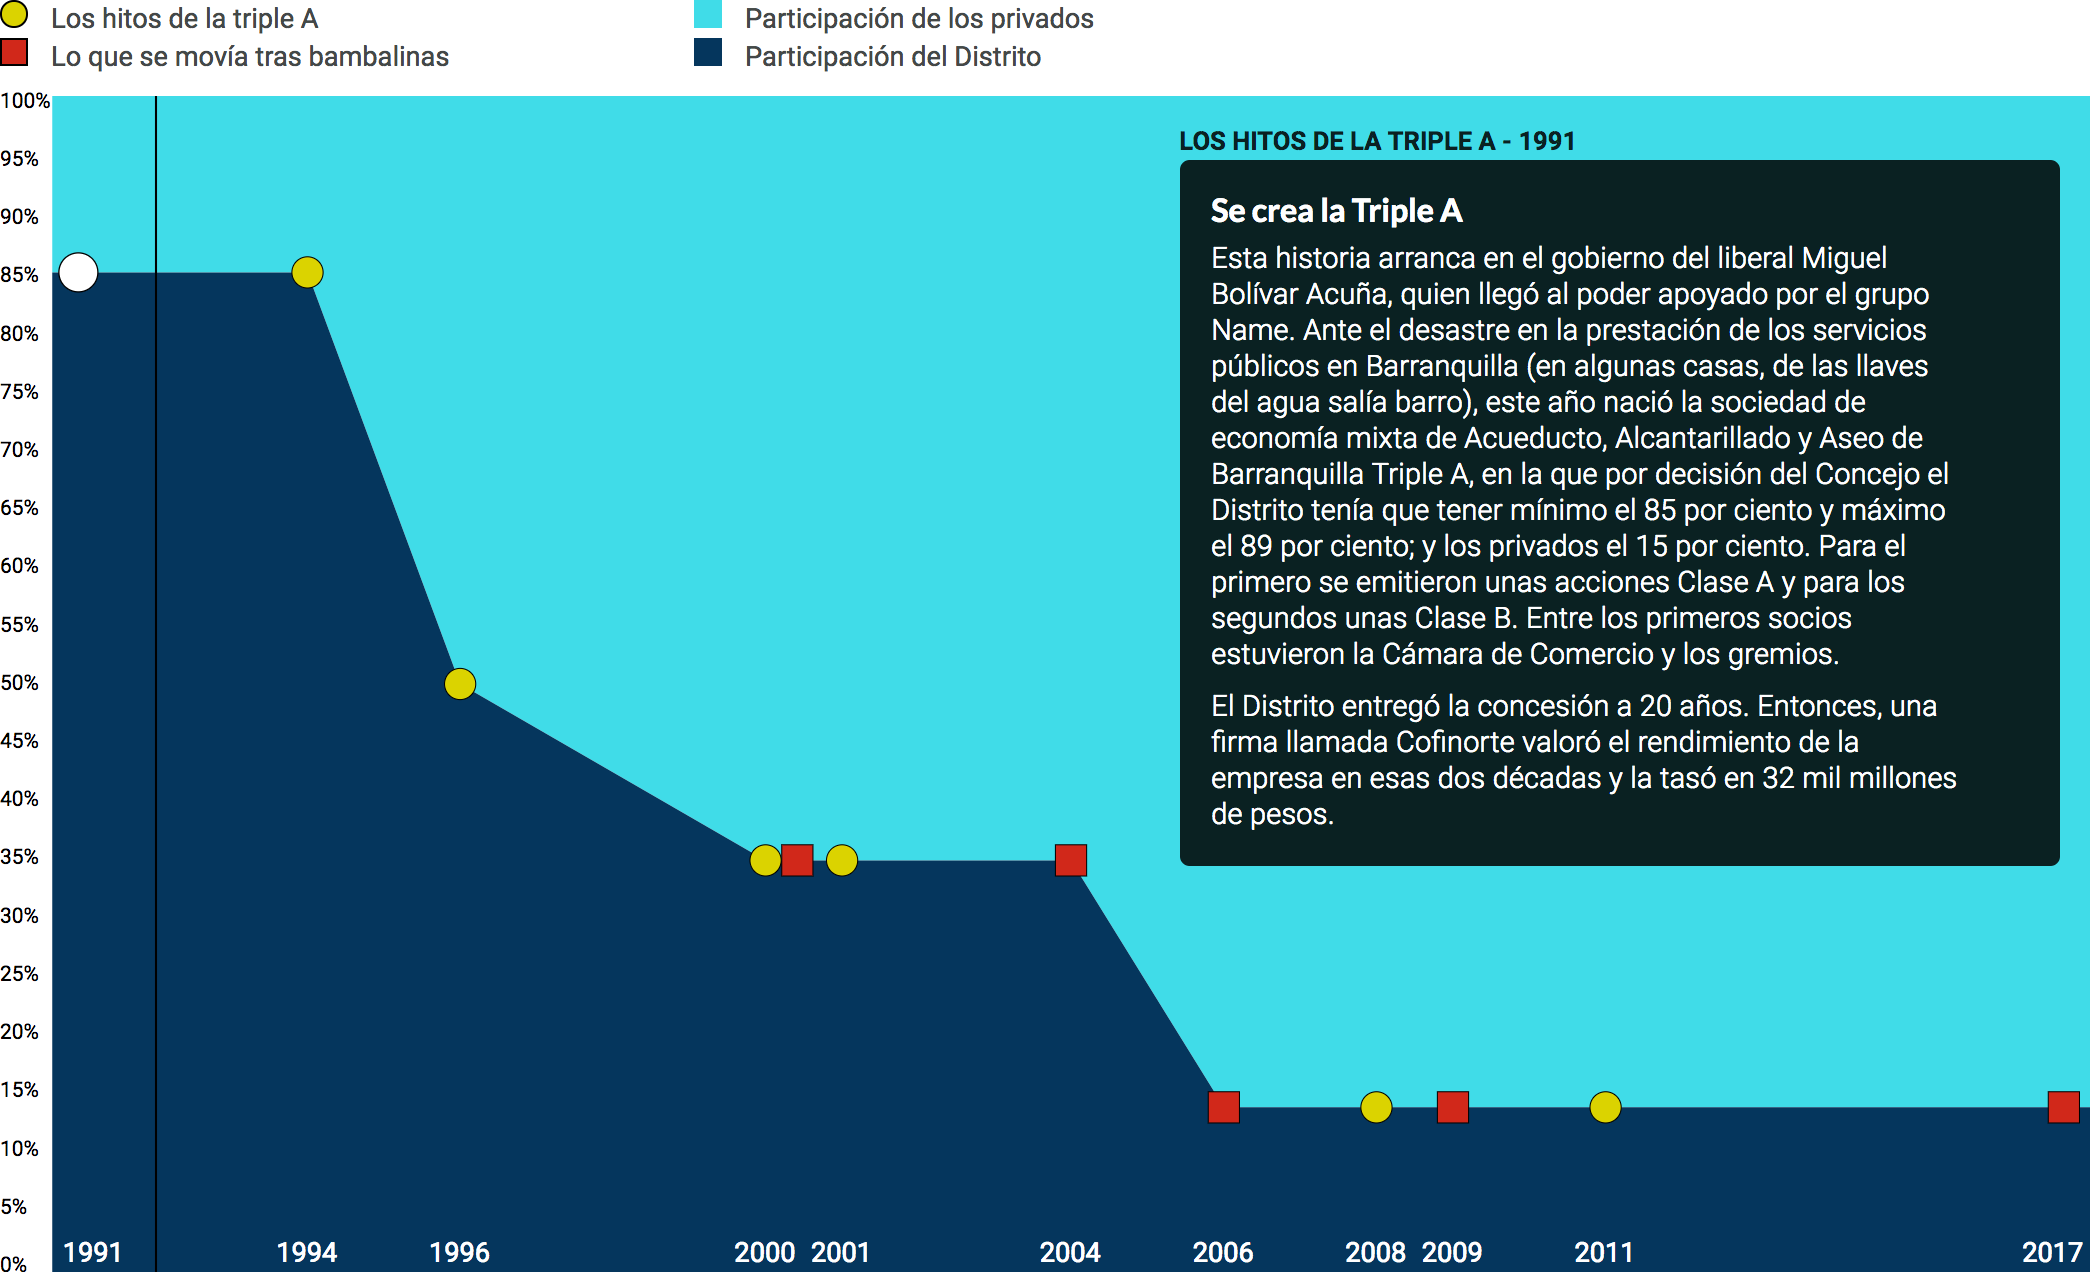 Los hitos de la triple A
Lo que se movía tras bambalinas
Participación de los privados
Participación del Distrito
100%
95%
90%
85%
80%
75%
70%
65%
60%
55%
50%
45%
40%
35%
30%
25%
20%
15%
10%
5%
0%
LOS HITOS DE LA TRIPLE A - 1991
Se crea la Triple A
Esta historia arranca en el gobierno del liberal Miguel
Bolívar Acuña, quien llegó al poder apoyado por el grupo
Name. Ante el desastre en la prestación de los servicios
públicos en Barranquilla (en algunas casas, de las llaves
del agua salía barro), este año nació la sociedad de
economía mixta de Acueducto, Alcantarillado y Aseo de
Barranquilla Triple A, en la que por decisión del Concejo el
Distrito tenía que tener mínimo el 85 por ciento y máximo
el 89 por ciento; y los privados el 15 por ciento. Para el
primero se emitieron unas acciones Clase A y para los
segundos unas Clase B. Entre los primeros socios
estuvieron la Cámara de Comercio y los gremios.
El Distrito entregó la concesión a 20 años. Entonces, una
firma llamada Cofinorte valoró el rendimiento de la
empresa en esas dos décadas y la tasó en 32 mil millones
de pesos.
1991 1994 1996 2000 2001 2004 2006 2008 2009 2011 2017